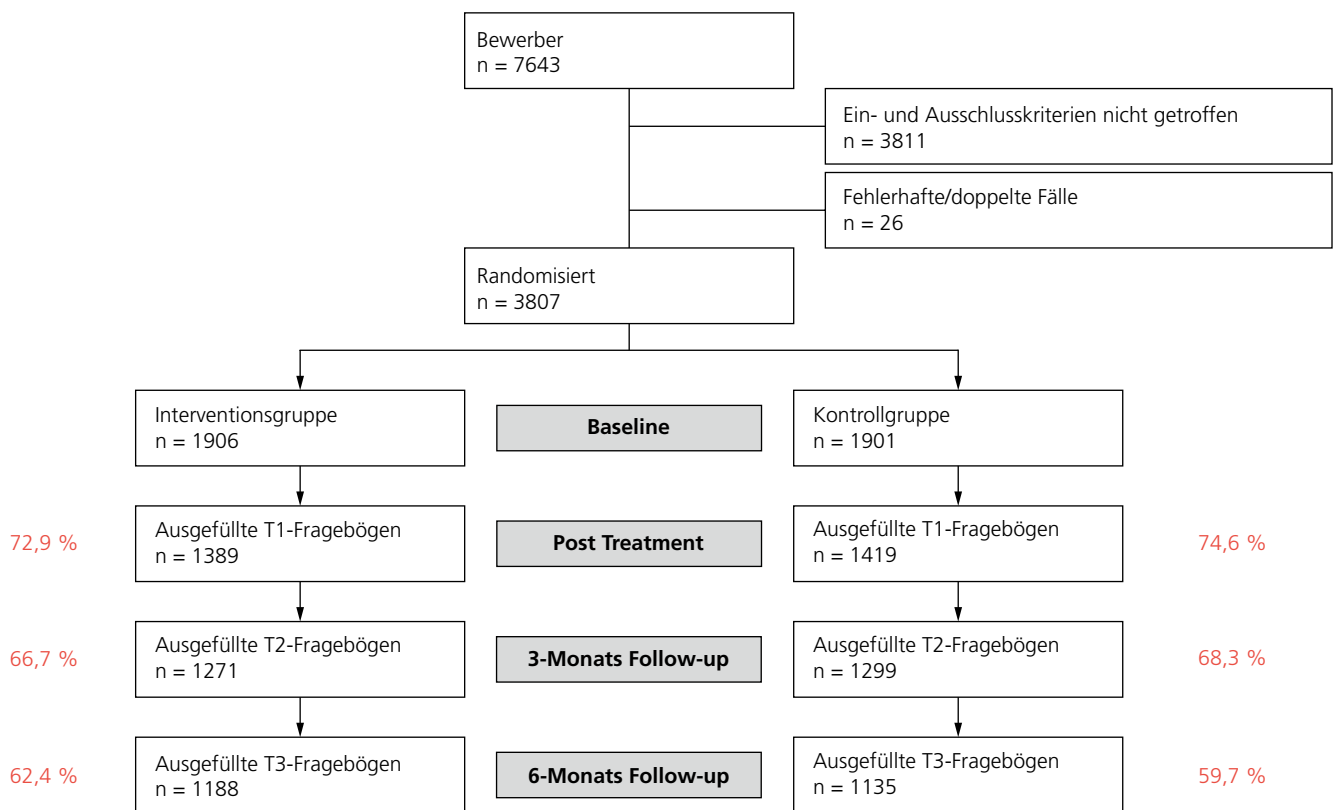 Bewerber
n = 7643
Ein- und Ausschlusskriterien nicht getroffen
n = 3811
Fehlerhafte/doppelte Fälle
n = 26
Randomisiert
n = 3807
Interventionsgruppe
n = 1906
Baseline
Kontrollgruppe
n = 1901
72,9 %
Ausgefüllte T1-Fragebögen
n = 1389
Post Treatment
Ausgefüllte T1-Fragebögen
n = 1419
74,6 %
66,7 %
Ausgefüllte T2-Fragebögen
n = 1271
3-Monats Follow-up
Ausgefüllte T2-Fragebögen
n = 1299
68,3 %
62,4 %
Ausgefüllte T3-Fragebögen
n = 1188
6-Monats Follow-up
Ausgefüllte T3-Fragebögen
n = 1135
59,7 %